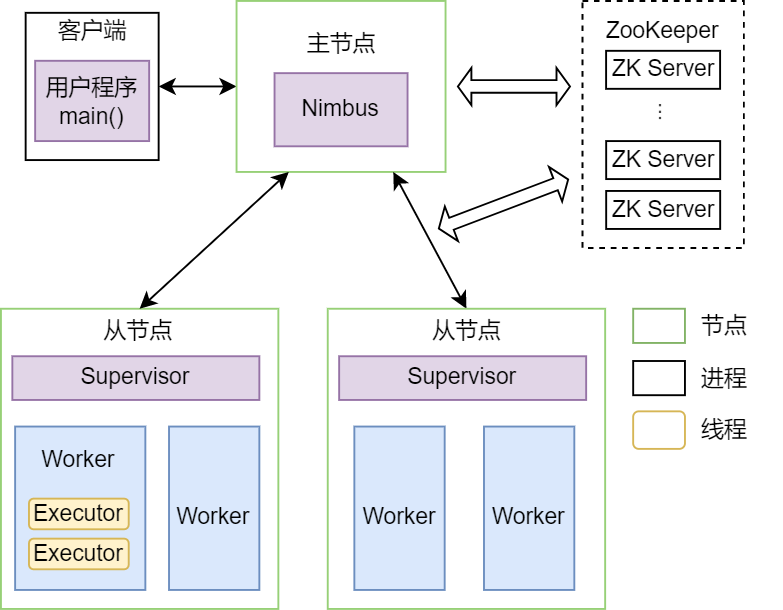 客户端
用户程序
main()
主节点
Nimbus
ZooKeeper
ZK Server
⋮
ZK Server
ZK Server
从节点
Supervisor
Worker
Executor
Executor
Worker
从节点
Supervisor
Worker
Worker
节点
进程
线程